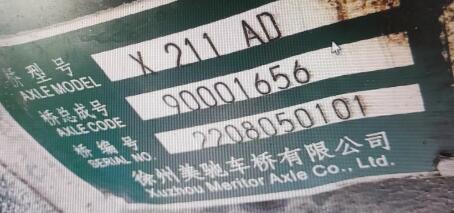 桥型号 X 211 AD
AXLE MODEL
桥总成号 90001656
AXLE CODE
桥编号 2208050101
SERIAL NO.
徐州美驰车桥有限公司
Xuzhou Meritor Axle Co., Ltd.